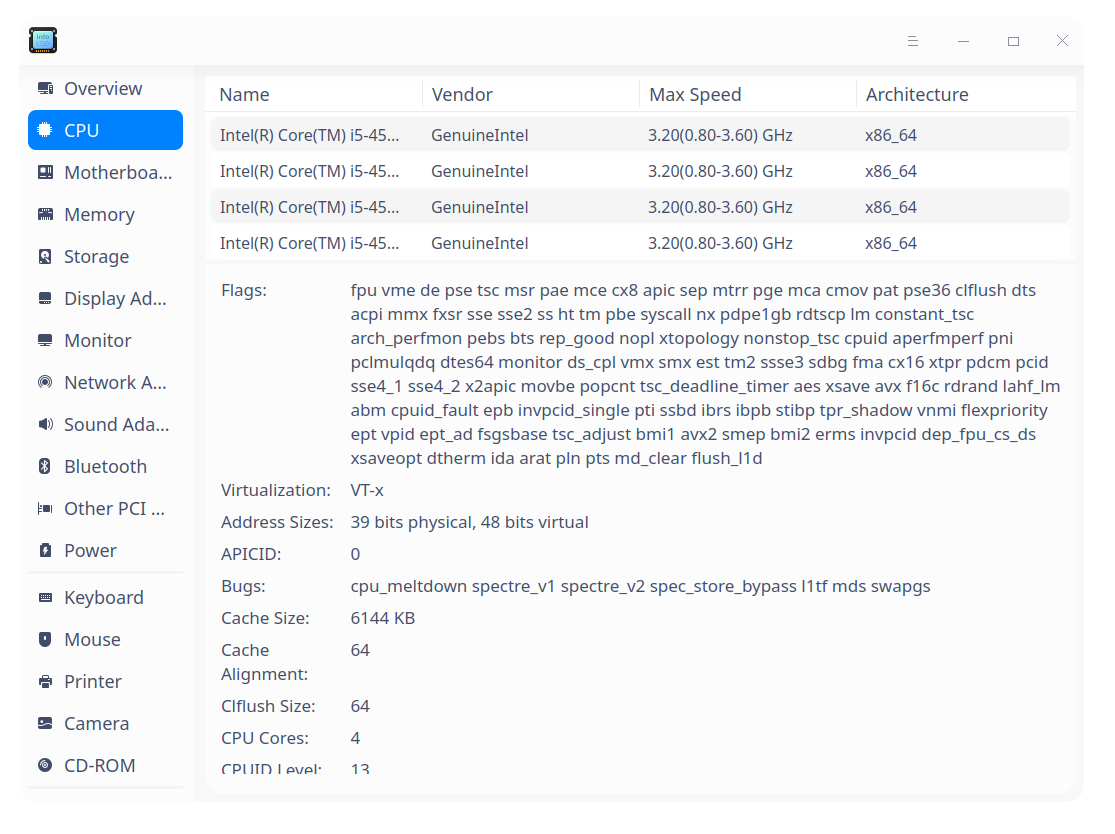 info
Overview
CPU
Motherboa...
Memory
Storage
Display Ad...
Monitor
Network A...
Sound Ada...
Bluetooth
Other PCI ...
Power
Keyboard
Mouse
Printer
Camera
CD-ROM
Name Vendor Max Speed Architecture
Intel(R) Core(TM) i5-45... GenuineIntel 3.20(0.80-3.60) GHz x86_64
Intel(R) Core(TM) i5-45... GenuineIntel 3.20(0.80-3.60) GHz x86_64
Intel(R) Core(TM) i5-45... GenuineIntel 3.20(0.80-3.60) GHz x86_64
Intel(R) Core(TM) i5-45... GenuineIntel 3.20(0.80-3.60) GHz x86_64
Flags: fpu vme de pse tsc msr pae mce cx8 apic sep mtrr pge mca cmov pat pse36 clflush dts
acpi mmx fxsr sse sse2 ss ht tm pbe syscall nx pdpe1gb rdtscp lm constant_tsc
arch_perfmon pebs bts rep_good nopl xtopology nonstop_tsc cpuid aperfmperf pni
pclmulqdq dtes64 monitor ds_cpl vmx smx est tm2 ssse3 sdbg fma cx16 xtpr pdcm pcid
sse4_1 sse4_2 x2apic movbe popcnt tsc_deadline_timer aes xsave avx f16c rdrand lahf_lm
abm cpuid_fault epb invpcid_single pti ssbd ibrs ibpb stibp tpr_shadow vnmi flexpriority
ept vpid ept_ad fsgsbase tsc_adjust bmi1 avx2 smep bmi2 erms invpcid dep_fpu_cs_ds
xsaveopt dtherm ida arat pln pts md_clear flush_l1d
Virtualization: VT-x
Address Sizes: 39 bits physical, 48 bits virtual
APICID: 0
Bugs: cpu_meltdown spectre_v1 spectre_v2 spec_store_bypass l1tf mds swapgs
Cache Size: 6144 KB
Cache 64
Alignment:
Clflush Size: 64
CPU Cores: 4
CPUID Level: 13